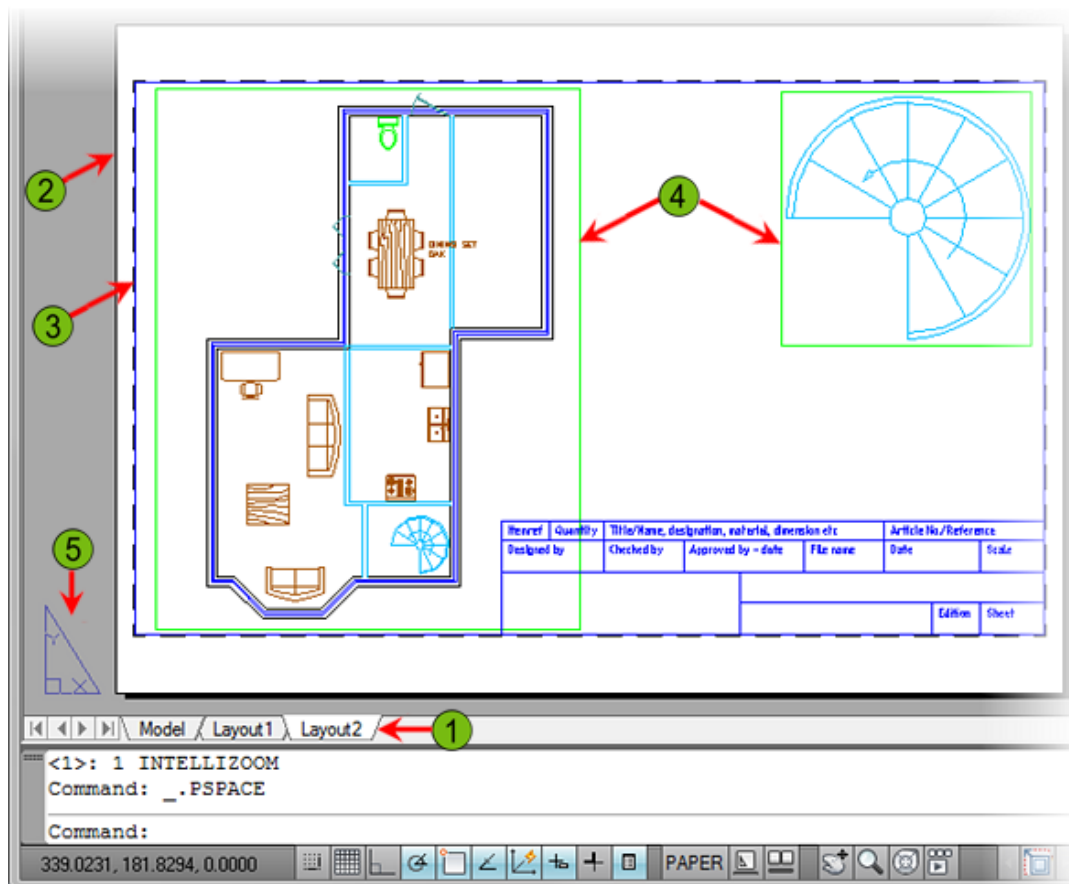 2
3
4
5
1
DINING SET
OAK
Itemref Quantity Title/Name, designation, material, dimension etc Article No./Reference
Designed by Checked by Approved by - date File name Date Scale
Edition Sheet
Y
X
Model Layout1 Layout2
<1>: 1 INTELLIZOOM
Command: _.PSPACE
Command:
339.0231, 181.8294, 0.0000 PAPER